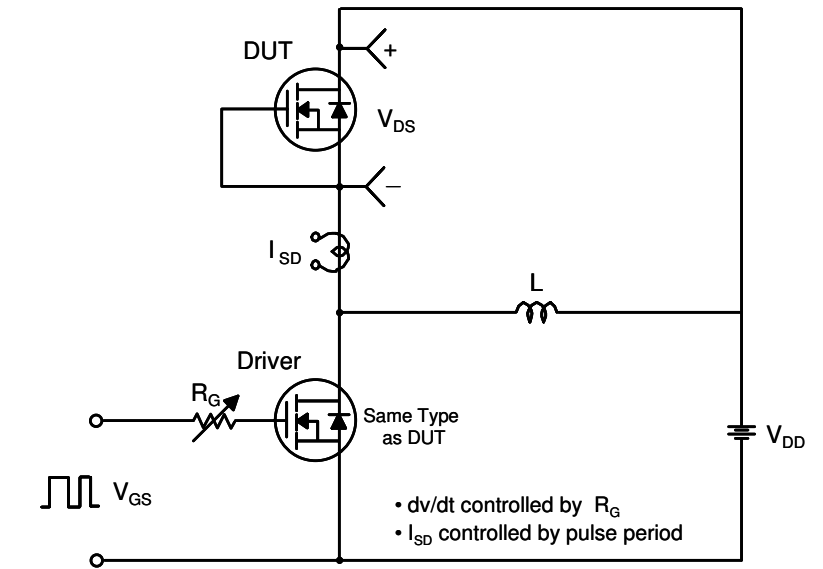 DUT
+
V_DS
–
I_SD
L
Driver
R_G
Same Type
as DUT
V_DD
V_GS
• dv/dt controlled by R_G
• I_SD controlled by pulse period